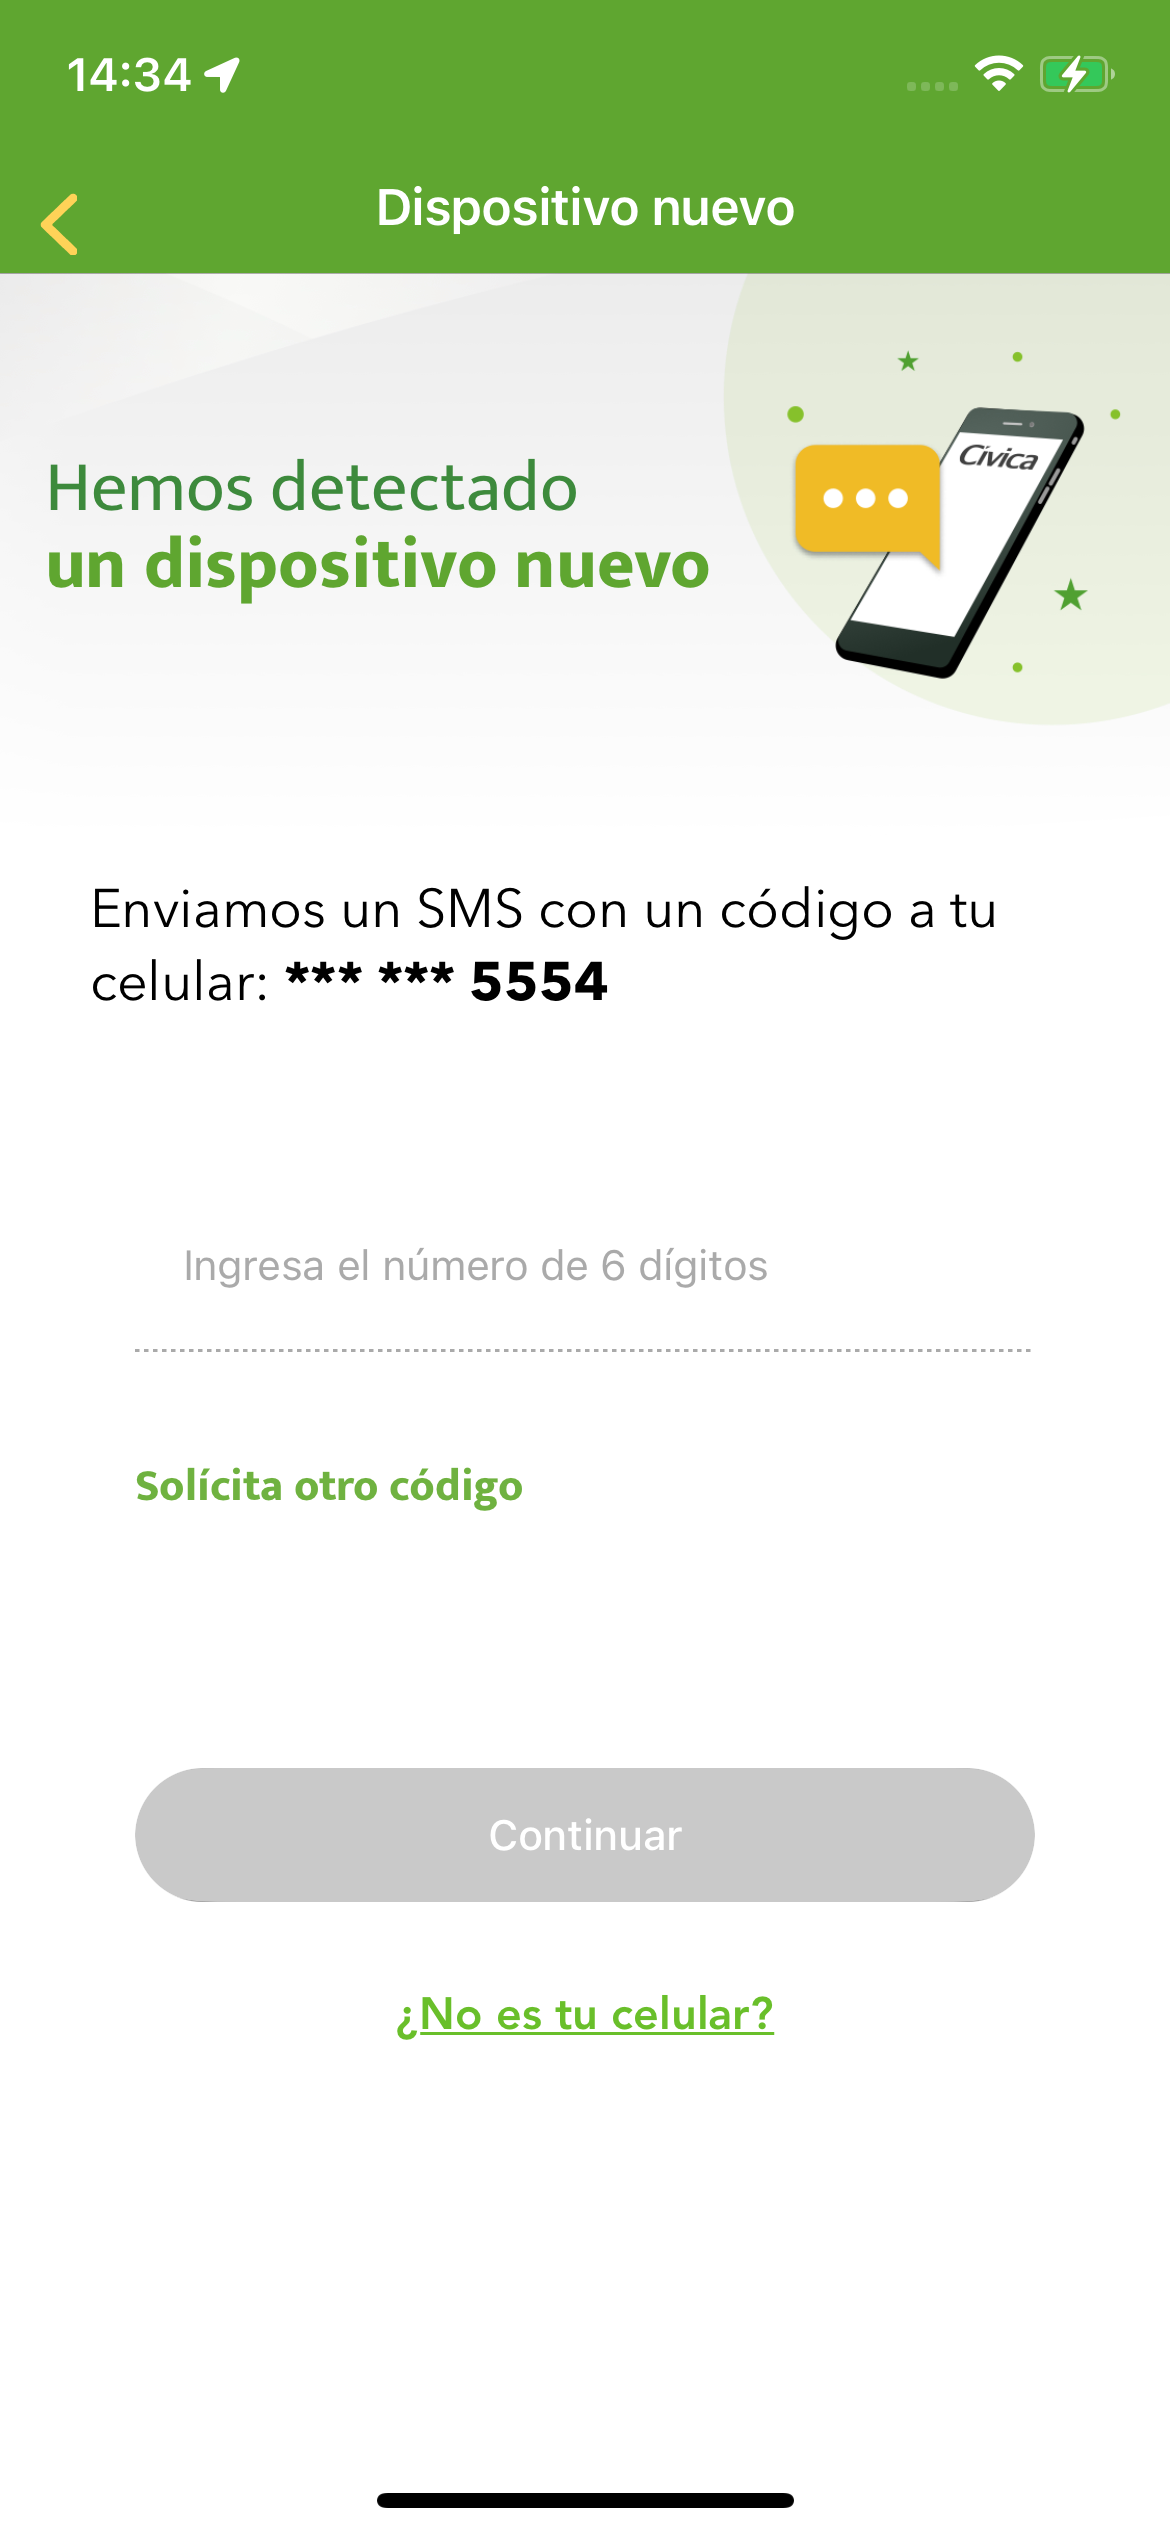 14:34
Dispositivo nuevo
Hemos detectado
un dispositivo nuevo
Cívica
Enviamos un SMS con un código a tu
celular: *** *** 5554
Ingresa el número de 6 dígitos
Solícita otro código
Continuar
¿No es tu celular?